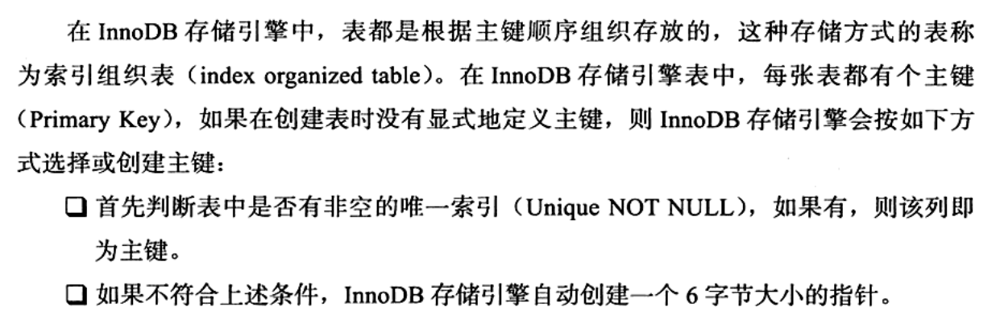 在 InnoDB 存储引擎中，表都是根据主键顺序组织存放的，这种存储方式的表称
为索引组织表（index organized table）。在 InnoDB 存储引擎表中，每张表都有个主键
（Primary Key），如果在创建表时没有显式地定义主键，则 InnoDB 存储引擎会按如下方
式选择或创建主键：
❑ 首先判断表中是否有非空的唯一索引（Unique NOT NULL），如果有，则该列即
为主键。
❑ 如果不符合上述条件，InnoDB 存储引擎自动创建一个 6 字节大小的指针。